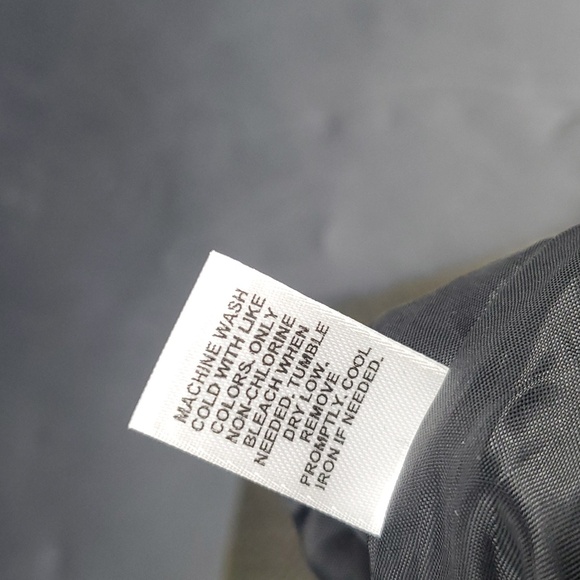 MACHINE WASH
COLD WITH LIKE
COLORS. ONLY
NON-CHLORINE
BLEACH WHEN
NEEDED. TUMBLE
DRY LOW.
REMOVE
PROMPTLY. COOL
IRON IF NEEDED.